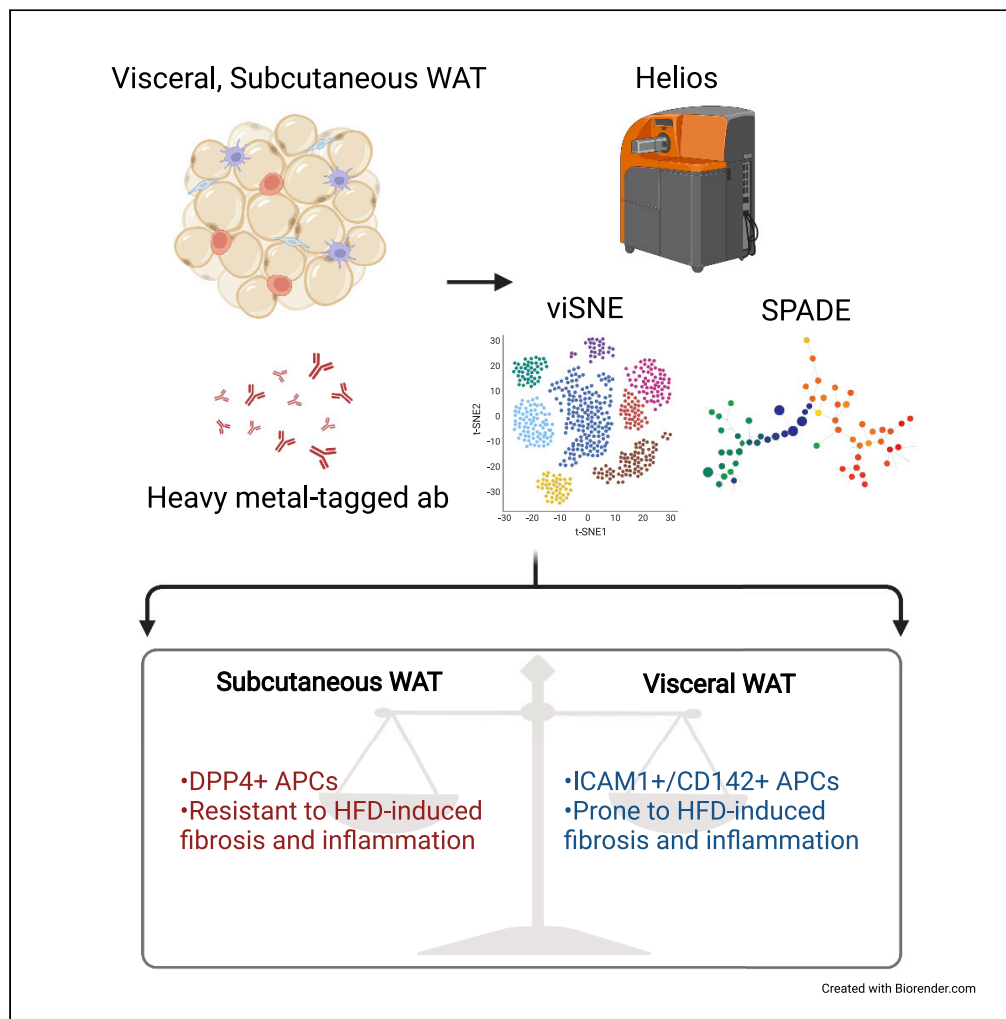 Visceral, Subcutaneous WAT
Helios
Heavy metal-tagged ab
viSNE
30
20
10
0
-10
-20
-30
t-SNE2
-30
-20
-10
0
10
20
30
t-SNE1
SPADE
Subcutaneous WAT
•DPP4+ APCs
•Resistant to HFD-induced
fibrosis and inflammation
Visceral WAT
•ICAM1+/CD142+ APCs
•Prone to HFD-induced
fibrosis and inflammation
Created with Biorender.com